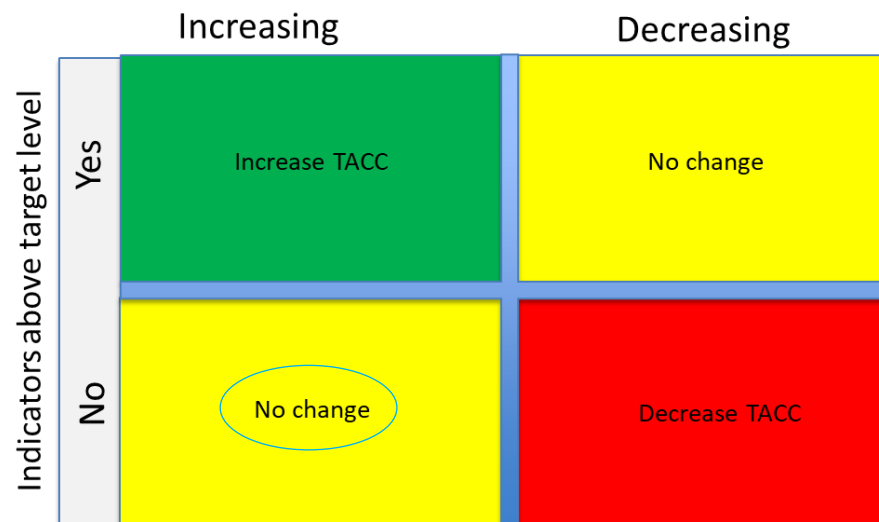 Increasing
Decreasing
Indicators above target level
Yes
Increase TACC
No change
No
No change
Decrease TACC